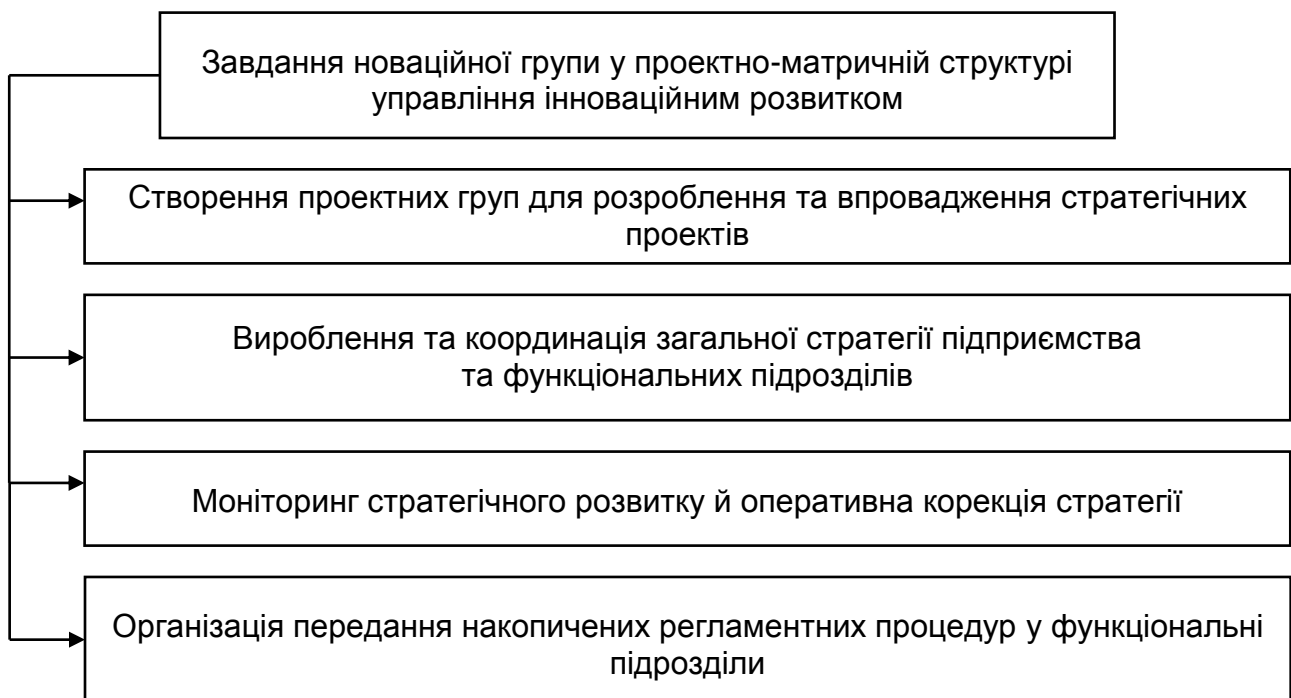 Завдання новаційної групи у проектно-матричній структурі
управління інноваційним розвитком
Створення проектних груп для розроблення та впровадження стратегічних
проектів
Вироблення та координація загальної стратегії підприємства
та функціональних підрозділів
Моніторинг стратегічного розвитку й оперативна корекція стратегії
Організація передання накопичених регламентних процедур у функціональні
підрозділи